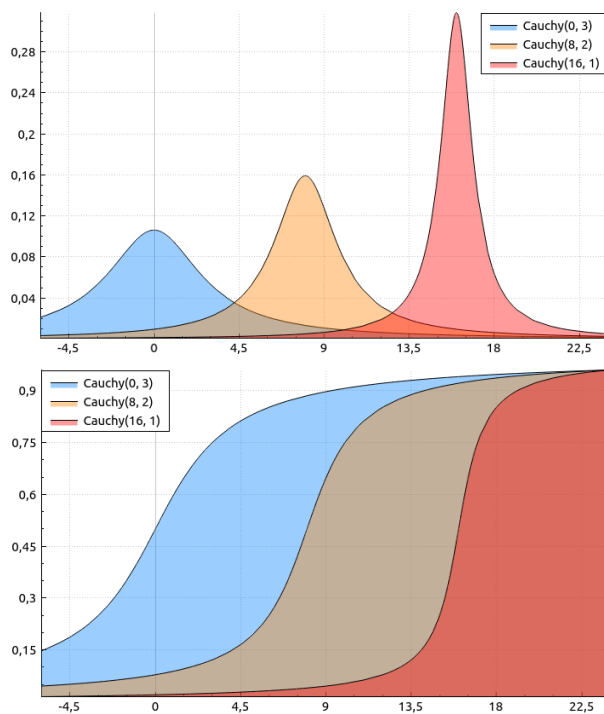 0,28
0,24
0,2
0,16
0,12
0,08
0,04
-4,5 0 4,5 9 13,5 18 22,5
Cauchy(0, 3)
Cauchy(8, 2)
Cauchy(16, 1)
Cauchy(0, 3)
Cauchy(8, 2)
Cauchy(16, 1)
0,9
0,75
0,6
0,45
0,3
0,15
-4,5 0 4,5 9 13,5 18 22,5